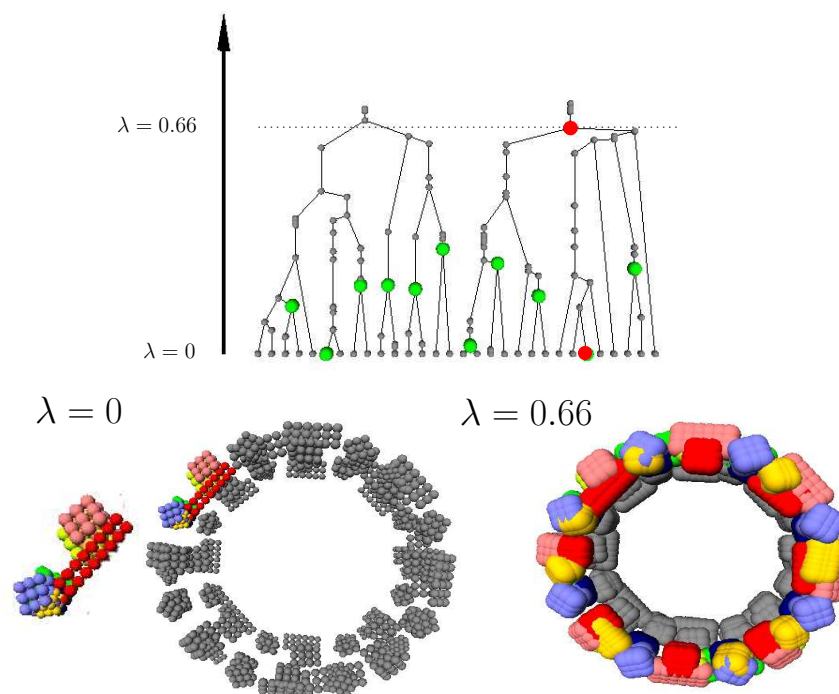 λ = 0.66
λ = 0
λ = 0
λ = 0.66